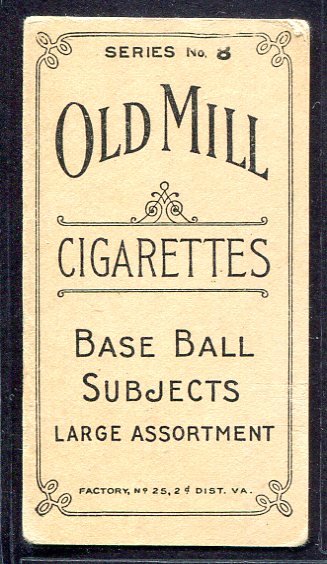 SERIES No. 8
OLD MILL
CIGARETTES
BASE BALL
SUBJECTS
LARGE ASSORTMENT
FACTORY, Nº 25, 2ᵈ DIST. VA.